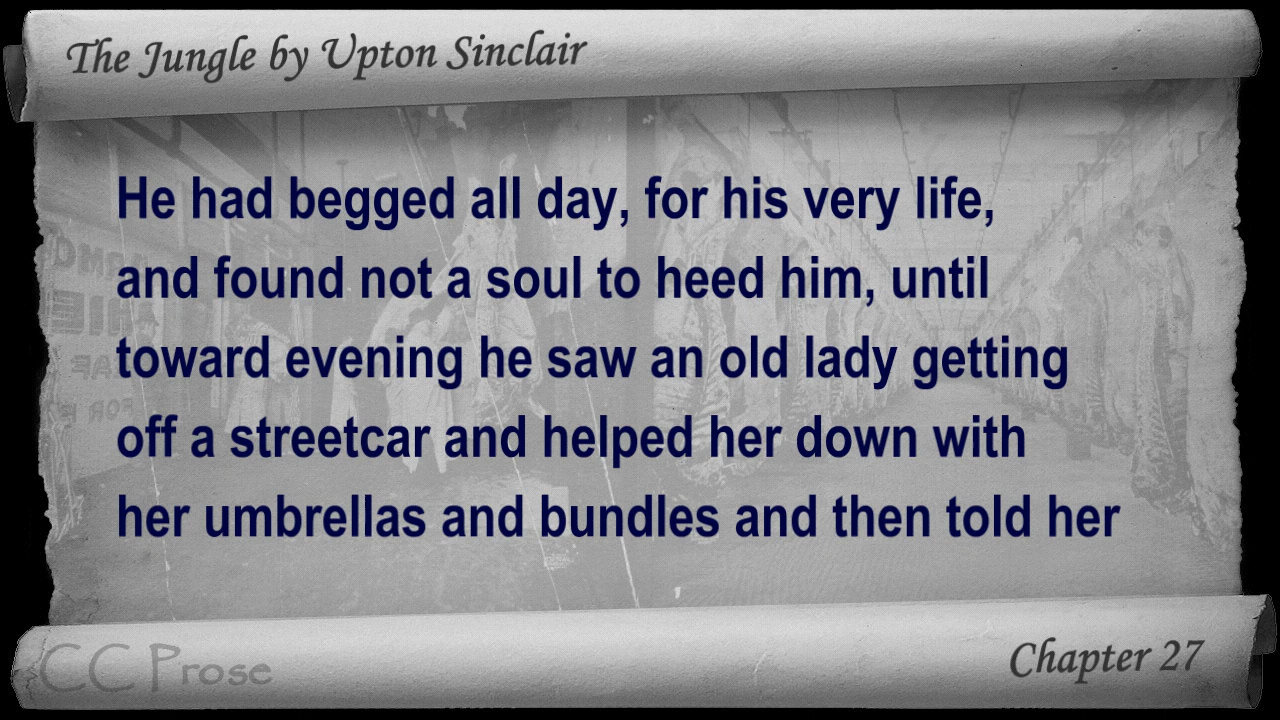 The Jungle by Upton Sinclair
He had begged all day, for his very life,
and found not a soul to heed him, until
toward evening he saw an old lady getting
off a streetcar and helped her down with
her umbrellas and bundles and then told her
CC Prose
Chapter 27